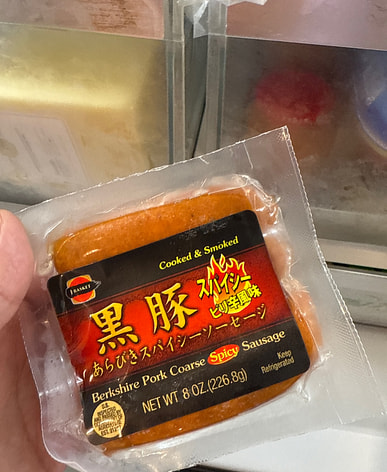 Cooked & Smoked
J-BASKET
黒豚
スパイシー
ピリ辛風味
あらびきスパイシーソーセージ
Berkshire Pork Coarse Spicy Sausage
Keep
Refrigerated
NET WT 8 OZ.(226.8g)